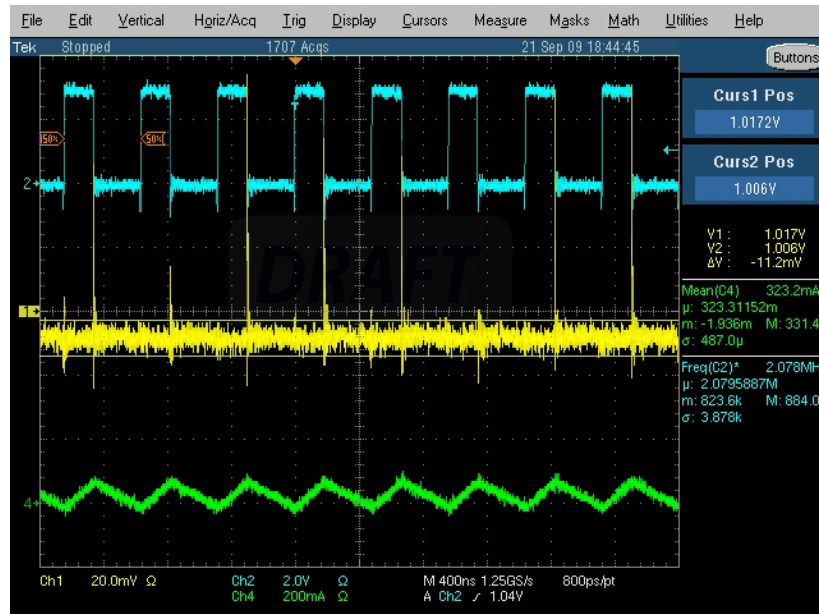 File Edit Vertical Horiz/Acq Trig Display Cursors Measure Masks Math Utilities Help
Tek Stopped 1707 Acqs 21 Sep 09 18:44:45
Buttons
Curs1 Pos
1.0172V
Curs2 Pos
1.006V
50% 50%
2
V1 : 1.017V
V2 : 1.006V
ΔV : -11.2mV
DRAFT
Mean(C4) 323.2mA
μ: 323.31152m
m: -1.936m M: 331.4
σ: 487.0μ
1
Freq(C2)* 2.078MH
μ: 2.0795887M
m: 823.6k M: 884.0
σ: 3.878k
4
Ch1 20.0mV Ω Ch2 2.0V Ω M 400ns 1.25GS/s 800ps/pt
Ch4 200mA Ω A Ch2 ∕ 1.04V